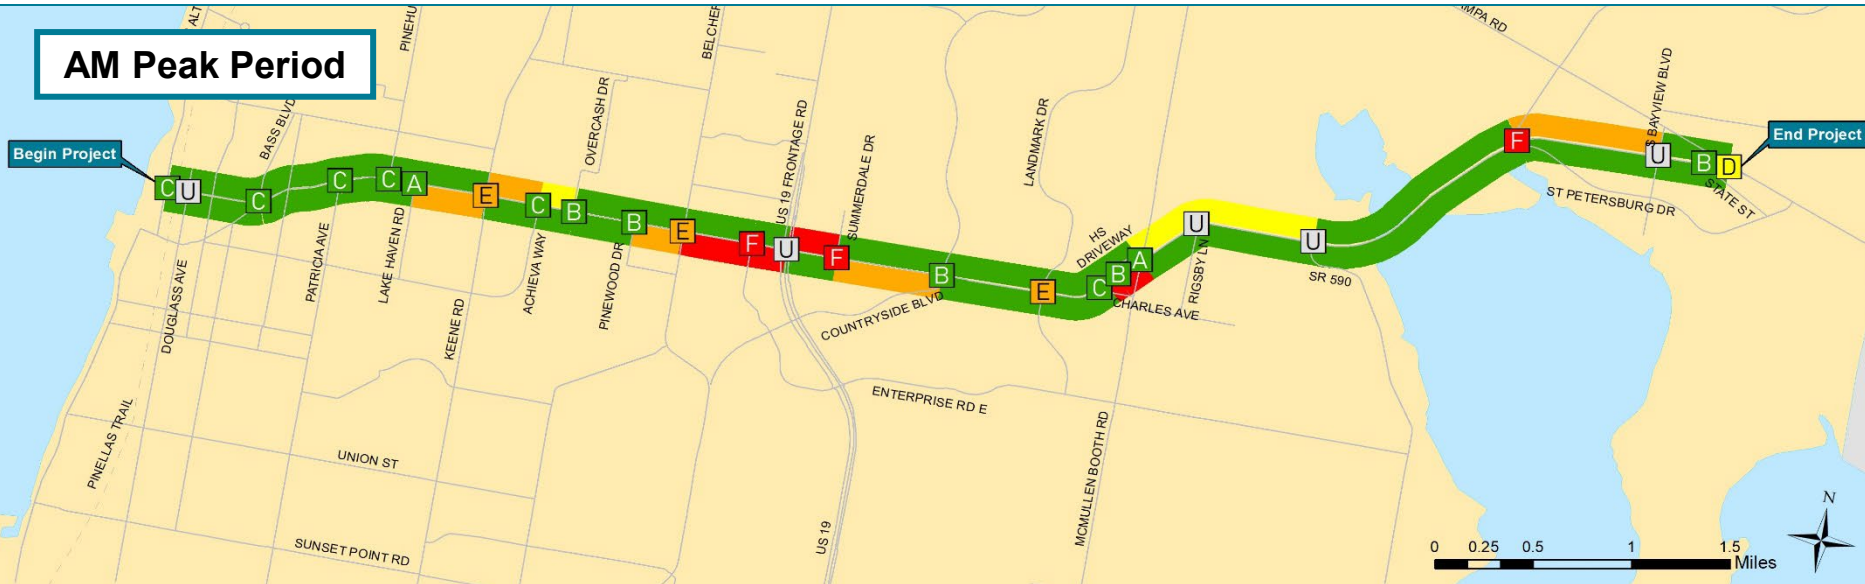 AM Peak Period
ALT
PINEHU
BELCHER
MPA RD
BASS BLVD
OVERCASH DR
US 19 FRONTAGE RD
SUMMERDALE DR
LANDMARK DR
S BAYVIEW BLVD
Begin Project
End Project
C
U
C
C
C
A
E
C
B
B
E
F
U
F
B
E
C
B
A
U
U
F
U
B
D
HS
DRIVEWAY
ST PETERSBURG DR
STATE ST
DOUGLASS AVE
PATRICIA AVE
LAKE HAVEN RD
KEENE RD
ACHIEVA WAY
PINEWOOD DR
COUNTRYSIDE BLVD
CHARLES AVE
RIGSBY LN
SR 590
ENTERPRISE RD E
PINELLAS TRAIL
UNION ST
SUNSET POINT RD
US 19
MCMULLEN BOOTH RD
N
0 0.25 0.5 1 1.5
Miles